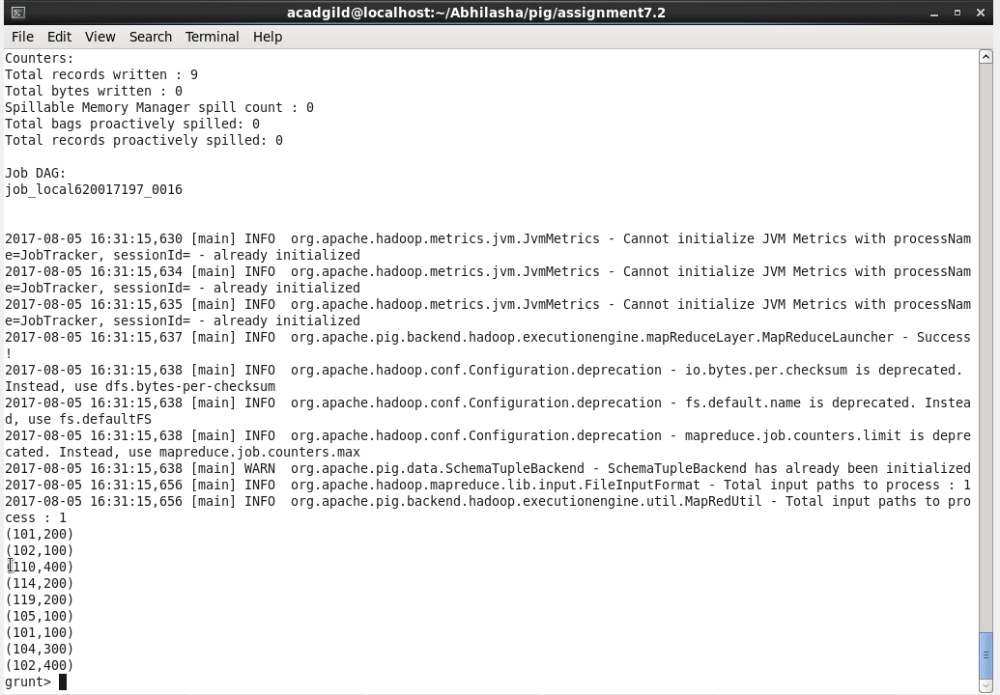 acadgild@localhost:~/Abhilasha/pig/assignment7.2
File Edit View Search Terminal Help
Counters:
Total records written : 9
Total bytes written : 0
Spillable Memory Manager spill count : 0
Total bags proactively spilled: 0
Total records proactively spilled: 0
Job DAG:
job_local620017197_0016
2017-08-05 16:31:15,630 [main] INFO  org.apache.hadoop.metrics.jvm.JvmMetrics - Cannot initialize JVM Metrics with processNam
e=JobTracker, sessionId= - already initialized
2017-08-05 16:31:15,634 [main] INFO  org.apache.hadoop.metrics.jvm.JvmMetrics - Cannot initialize JVM Metrics with processNam
e=JobTracker, sessionId= - already initialized
2017-08-05 16:31:15,635 [main] INFO  org.apache.hadoop.metrics.jvm.JvmMetrics - Cannot initialize JVM Metrics with processNam
e=JobTracker, sessionId= - already initialized
2017-08-05 16:31:15,637 [main] INFO  org.apache.pig.backend.hadoop.executionengine.mapReduceLayer.MapReduceLauncher - Success
!
2017-08-05 16:31:15,638 [main] INFO  org.apache.hadoop.conf.Configuration.deprecation - io.bytes.per.checksum is deprecated.
Instead, use dfs.bytes-per-checksum
2017-08-05 16:31:15,638 [main] INFO  org.apache.hadoop.conf.Configuration.deprecation - fs.default.name is deprecated. Instea
d, use fs.defaultFS
2017-08-05 16:31:15,638 [main] INFO  org.apache.hadoop.conf.Configuration.deprecation - mapreduce.job.counters.limit is depre
cated. Instead, use mapreduce.job.counters.max
2017-08-05 16:31:15,638 [main] WARN  org.apache.pig.data.SchemaTupleBackend - SchemaTupleBackend has already been initialized
2017-08-05 16:31:15,656 [main] INFO  org.apache.hadoop.mapreduce.lib.input.FileInputFormat - Total input paths to process : 1
2017-08-05 16:31:15,656 [main] INFO  org.apache.pig.backend.hadoop.executionengine.util.MapRedUtil - Total input paths to pro
cess : 1
(101,200)
(102,100)
(110,400)
(114,200)
(119,200)
(105,100)
(101,100)
(104,300)
(102,400)
grunt>